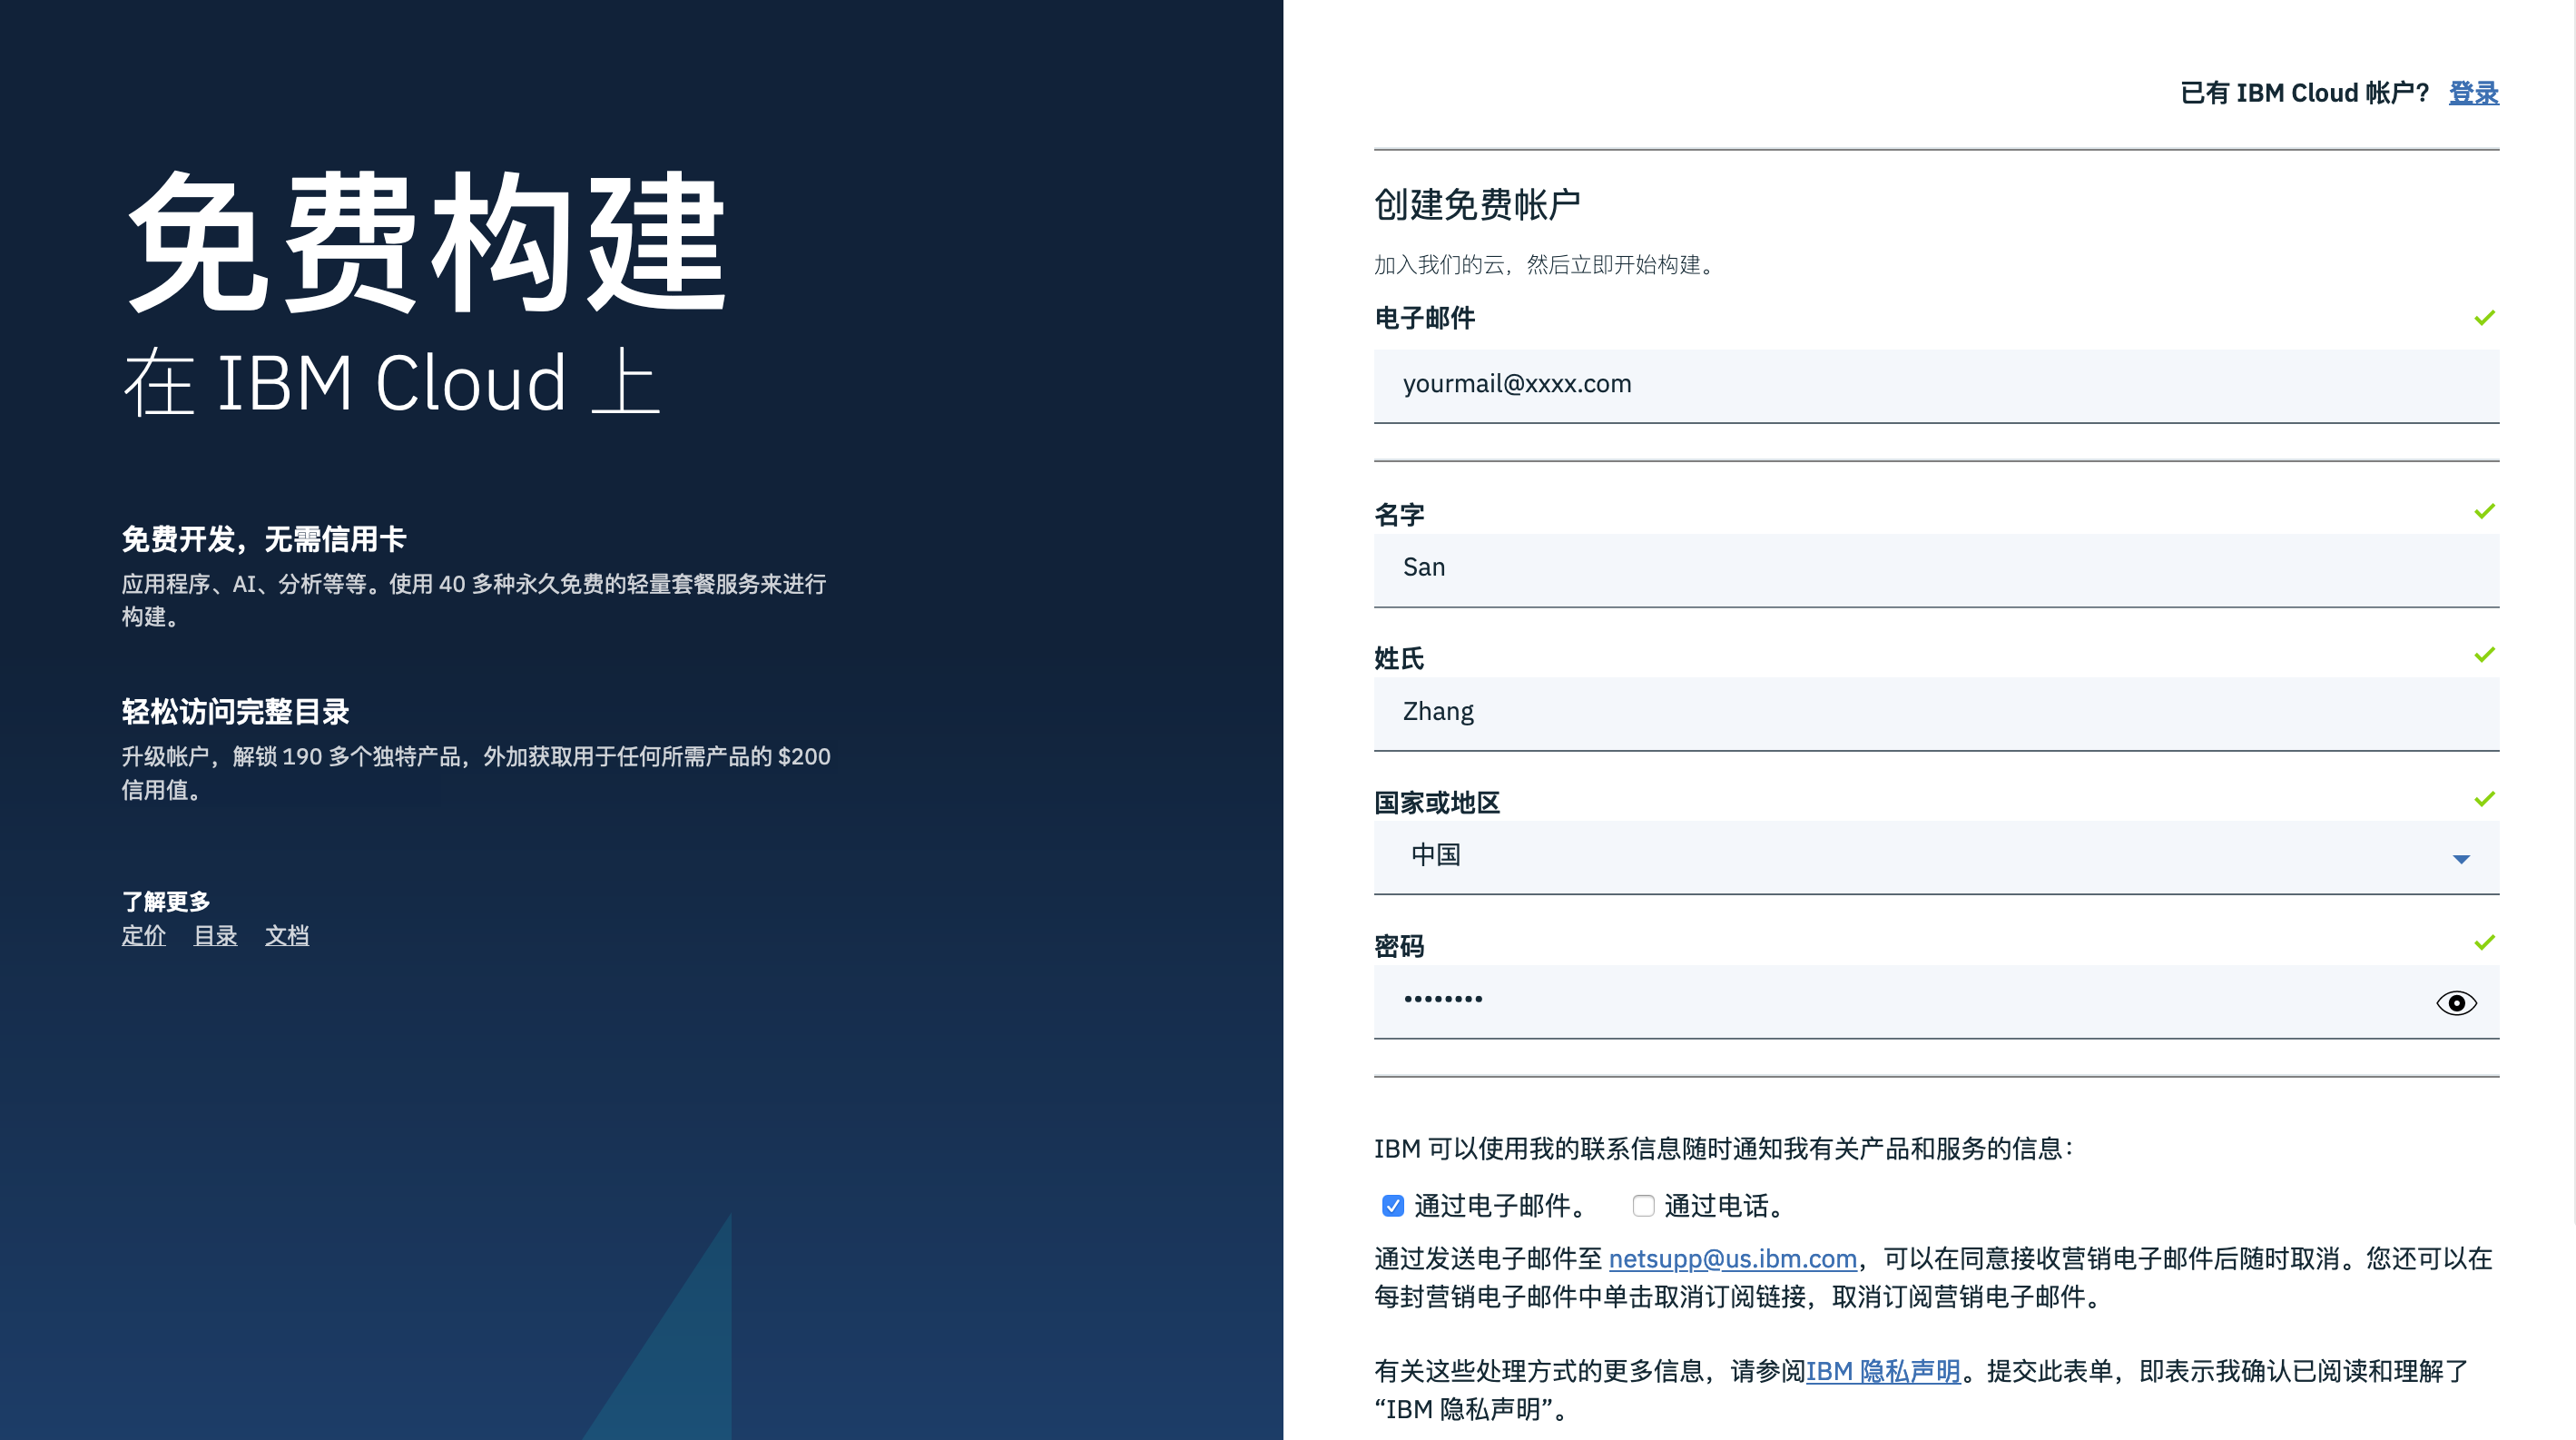 免费构建
在 IBM Cloud 上
免费开发，无需信用卡
应用程序、AI、分析等等。使用 40 多种永久免费的轻量套餐服务来进行
构建。
轻松访问完整目录
升级帐户，解锁 190 多个独特产品，外加获取用于任何所需产品的 $200
信用值。
了解更多
定价 目录 文档
已有 IBM Cloud 帐户? 登录
创建免费帐户
加入我们的云，然后立即开始构建。
电子邮件
yourmail@xxxx.com
名字
San
姓氏
Zhang
国家或地区
中国
密码
••••••••
IBM 可以使用我的联系信息随时通知我有关产品和服务的信息：
通过电子邮件。 通过电话。
通过发送电子邮件至 netsupp@us.ibm.com，可以在同意接收营销电子邮件后随时取消。您还可以在
每封营销电子邮件中单击取消订阅链接，取消订阅营销电子邮件。
有关这些处理方式的更多信息，请参阅IBM 隐私声明。提交此表单，即表示我确认已阅读和理解了
“IBM 隐私声明”。